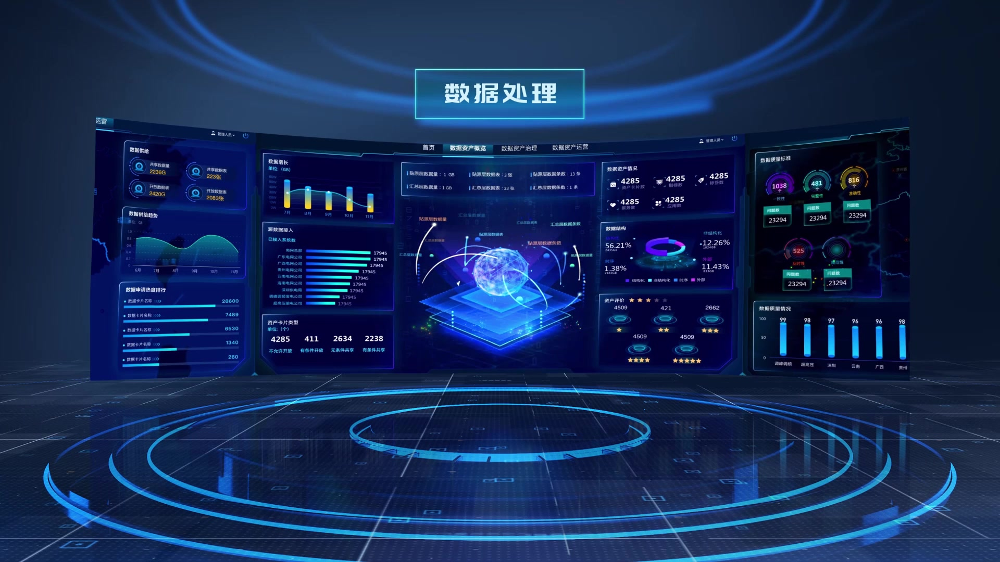 数据处理
运营
管理人员
数据供给
共享数据量
2236G
共享数据表
223张
开放数据表
2420G
开放数据表
2083张
数据供给趋势
单位:GB
1.0
0.8
0.6
0.4
0.2
0
6月 7月 8月 9月 10月 11月
数据申请热度排行
数据卡片名称 28600
数据卡片名称 7489
数据卡片名称 6530
数据卡片名称 1340
数据卡片名称 260
首页 数据资产概览 数据资产治理 数据资产运营
管理人员
数据增长
单位:(GB)
60W
50W
40W
30W
20W
10W
0W
7月 8月 9月 10月 11月
源数据接入
已接入系统数
南网总部 17945
广东电网公司 17945
广西电网公司 17945
贵州电网公司 17945
云南电网公司 17945
海南电网公司 17945
深圳供电局 17945
调峰调频发电公司 17945
超高压输电公司 17945
资产卡片类型
单位:(个)
4285 411 2634 2238
不允许开放 有条件开放 无条件共享 有条件共享
贴源层数据量:1 GB 贴源层数据表:3 张 贴源层数据条数:13 条
汇总层数据量:1 GB 汇总层数据表:23 张 汇总层数据条数:1 条
贴源层数据量
汇总层数据量
汇总层数据表
汇总层数据条数
贴源层数据表
汇总层数据量
贴源层数据条数
汇总层数据量
贴源层数据量
数据资产情况
4285
资产卡片数
4285
指标数
4285
标签数
4285
服务数
4285
应用数
数据结构
结构化
56.21%
2435GB
非结构化
12.26%
1024GB
时序
1.38%
2183GB
外部
11.43%
833GB
结构化 非结构化 时序 外部
资产评价
4509 421 2662
4509 4509
数据质量标准
1038
一致性
481
完整性
816
准确性
问题数
23294
问题数
23294
问题数
23294
525
及时性
规范性
问题数
23294
问题数
23294
数据质量情况
100
50
0
99 98 97 96 96 98
调峰调频 超高压 深圳 云南 广西 贵州